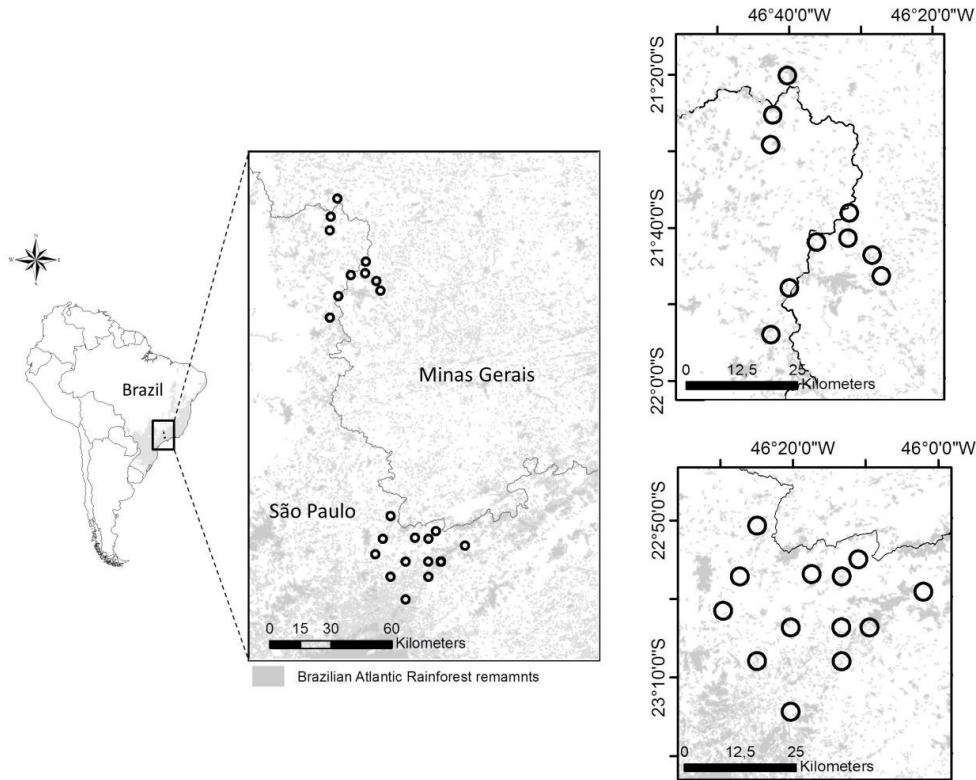 N
W
E
S
Brazil
Minas Gerais
São Paulo
0 15 30 60
Kilometers
Brazilian Atlantic Rainforest remamnts
46°40'0"W 46°20'0"W
21°20'0"S
21°40'0"S
22°0'0"S
0 12,5 25
Kilometers
46°20'0"W 46°0'0"W
22°50'0"S
23°10'0"S
0 12,5 25
Kilometers